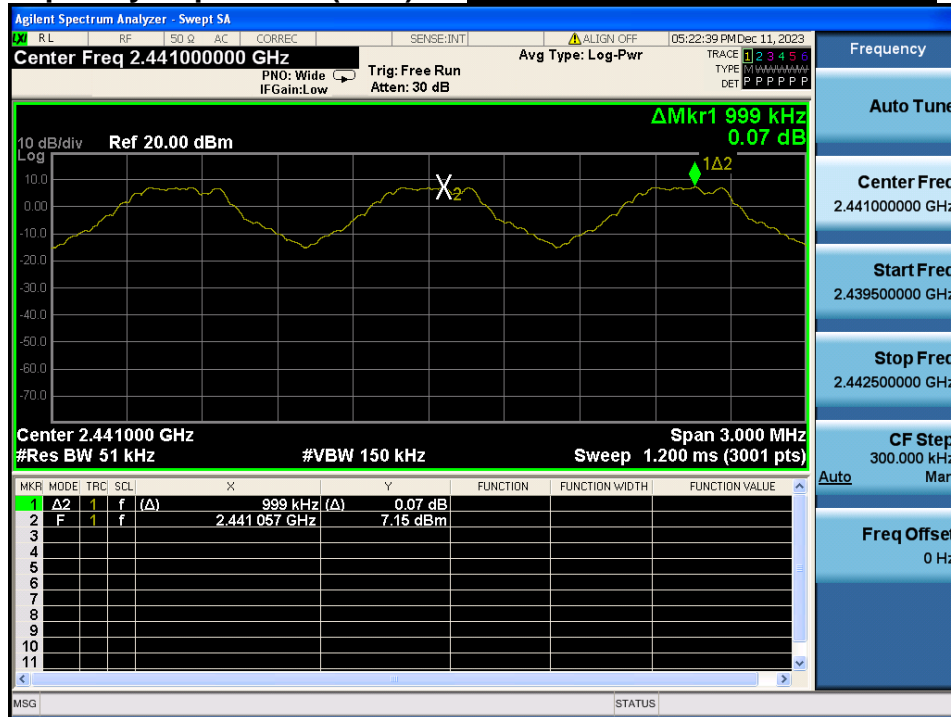 Agilent Spectrum Analyzer - Swept SA
LXI RL RF 50 Ω AC CORREC SENSE:INT ALIGN OFF 05:22:39 PM Dec 11, 2023
Center Freq 2.441000000 GHz
PNO: Wide
IFGain:Low
Trig: Free Run
Atten: 30 dB
Avg Type: Log-Pwr
TRACE 1 2 3 4 5 6
TYPE M
DET P P P P P P
ΔMkr1 999 kHz
0.07 dB
10 dB/div Ref 20.00 dBm
Log
10.0
0.00
-10.0
-20.0
-30.0
-40.0
-50.0
-60.0
-70.0
1Δ2
X2
Center 2.441000 GHz Span 3.000 MHz
#Res BW 51 kHz #VBW 150 kHz Sweep 1.200 ms (3001 pts)
MKR MODE TRC SCL X Y FUNCTION FUNCTION WIDTH FUNCTION VALUE
1 Δ2 1 f (Δ) 999 kHz (Δ) 0.07 dB
2 F 1 f 2.441 057 GHz 7.15 dBm
3
4
5
6
7
8
9
10
11
MSG STATUS
Frequency
Auto Tune
Center Freq
2.441000000 GHz
Start Freq
2.439500000 GHz
Stop Freq
2.442500000 GHz
CF Step
300.000 kHz
Auto Man
Freq Offset
0 Hz